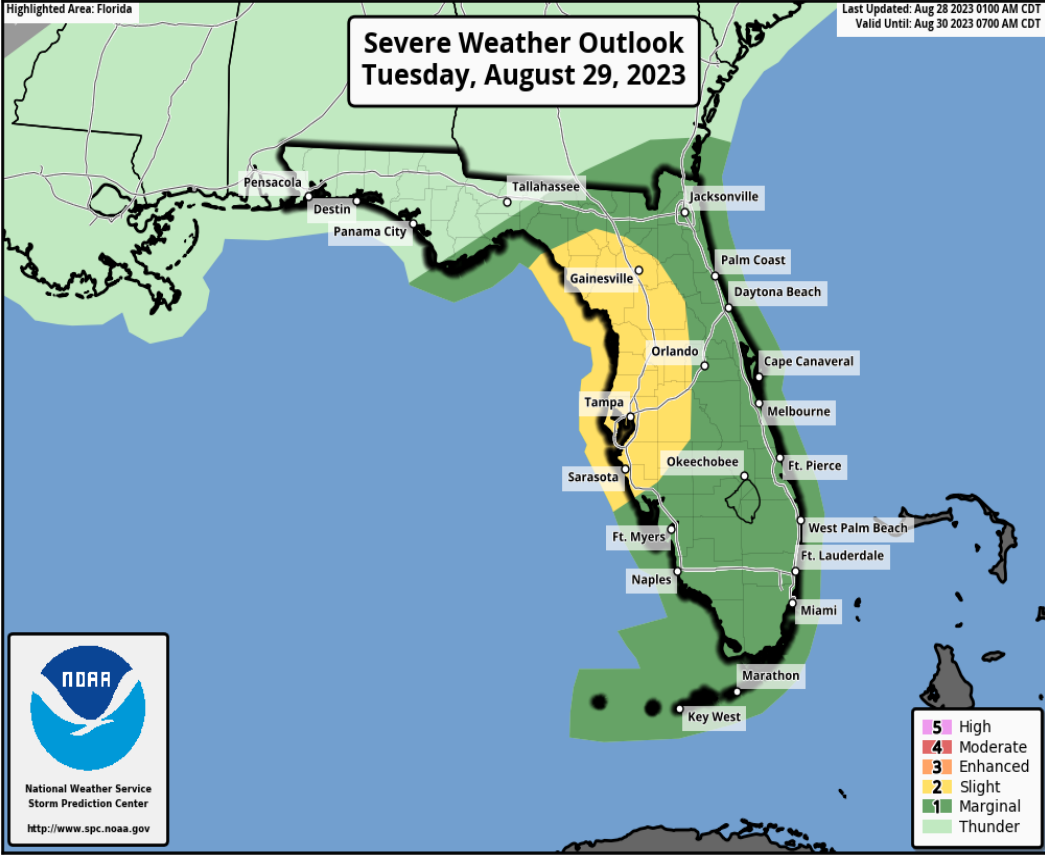 Highlighted Area: Florida
Last Updated: Aug 28 2023 0100 AM CDT
Valid Until: Aug 30 2023 0700 AM CDT
Severe Weather Outlook
Tuesday, August 29, 2023
Pensacola
Destin
Panama City
Tallahassee
Jacksonville
Palm Coast
Gainesville
Daytona Beach
Orlando
Cape Canaveral
Tampa
Melbourne
Okeechobee
Ft. Pierce
Sarasota
West Palm Beach
Ft. Myers
Ft. Lauderdale
Naples
Miami
Marathon
Key West
NOAA
National Weather Service
Storm Prediction Center
http://www.spc.noaa.gov
5 High
4 Moderate
3 Enhanced
2 Slight
1 Marginal
Thunder